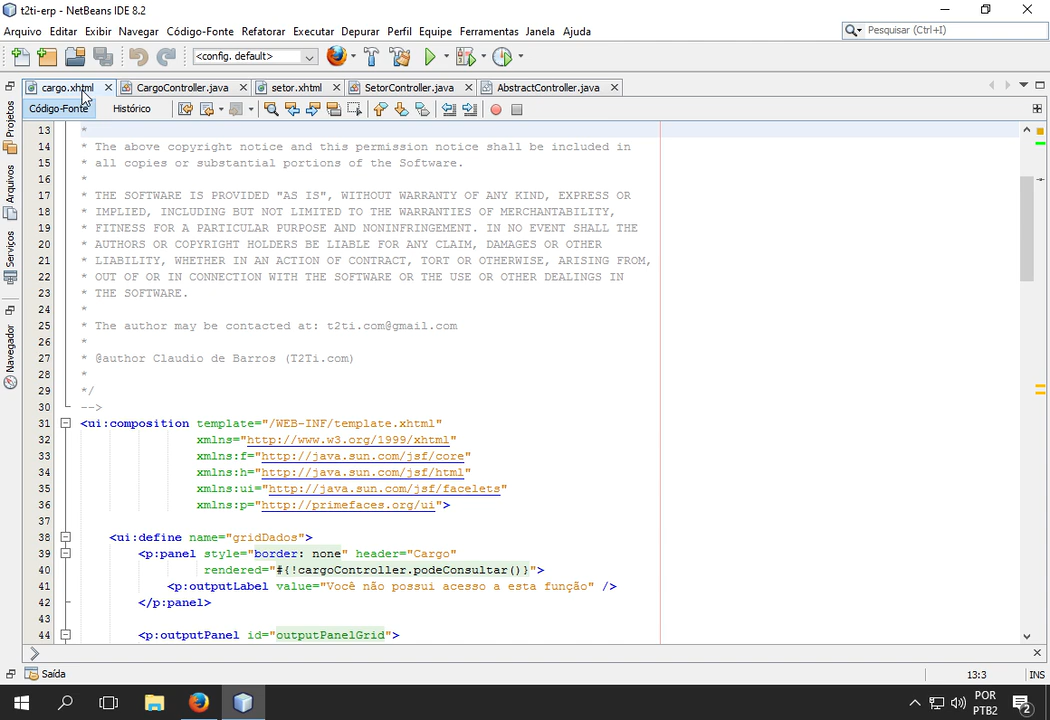 t2ti-erp - NetBeans IDE 8.2
Arquivo Editar Exibir Navegar Código-Fonte Refatorar Executar Depurar Perfil Equipe Ferramentas Janela Ajuda
Pesquisar (Ctrl+I)
<config. default>
cargo.xhtml CargoController.java setor.xhtml SetorController.java AbstractController.java
Código-Fonte Histórico
Projetos
Arquivos
Serviços
Navegador
13 *
14 * The above copyright notice and this permission notice shall be included in
15 * all copies or substantial portions of the Software.
16 *
17 * THE SOFTWARE IS PROVIDED "AS IS", WITHOUT WARRANTY OF ANY KIND, EXPRESS OR
18 * IMPLIED, INCLUDING BUT NOT LIMITED TO THE WARRANTIES OF MERCHANTABILITY,
19 * FITNESS FOR A PARTICULAR PURPOSE AND NONINFRINGEMENT. IN NO EVENT SHALL THE
20 * AUTHORS OR COPYRIGHT HOLDERS BE LIABLE FOR ANY CLAIM, DAMAGES OR OTHER
21 * LIABILITY, WHETHER IN AN ACTION OF CONTRACT, TORT OR OTHERWISE, ARISING FROM,
22 * OUT OF OR IN CONNECTION WITH THE SOFTWARE OR THE USE OR OTHER DEALINGS IN
23 * THE SOFTWARE.
24 *
25 * The author may be contacted at: t2ti.com@gmail.com
26 *
27 * @author Claudio de Barros (T2Ti.com)
28 *
29 */
30 -->
31 <ui:composition template="/WEB-INF/template.xhtml"
32 xmlns="http://www.w3.org/1999/xhtml"
33 xmlns:f="http://java.sun.com/jsf/core"
34 xmlns:h="http://java.sun.com/jsf/html"
35 xmlns:ui="http://java.sun.com/jsf/facelets"
36 xmlns:p="http://primefaces.org/ui">
37
38 <ui:define name="gridDados">
39 <p:panel style="border: none" header="Cargo"
40 rendered="#{!cargoController.podeConsultar()}">
41 <p:outputLabel value="Você não possui acesso a esta função" />
42 </p:panel>
43
44 <p:outputPanel id="outputPanelGrid">
Saída
13:3 INS
POR
PTB2
2